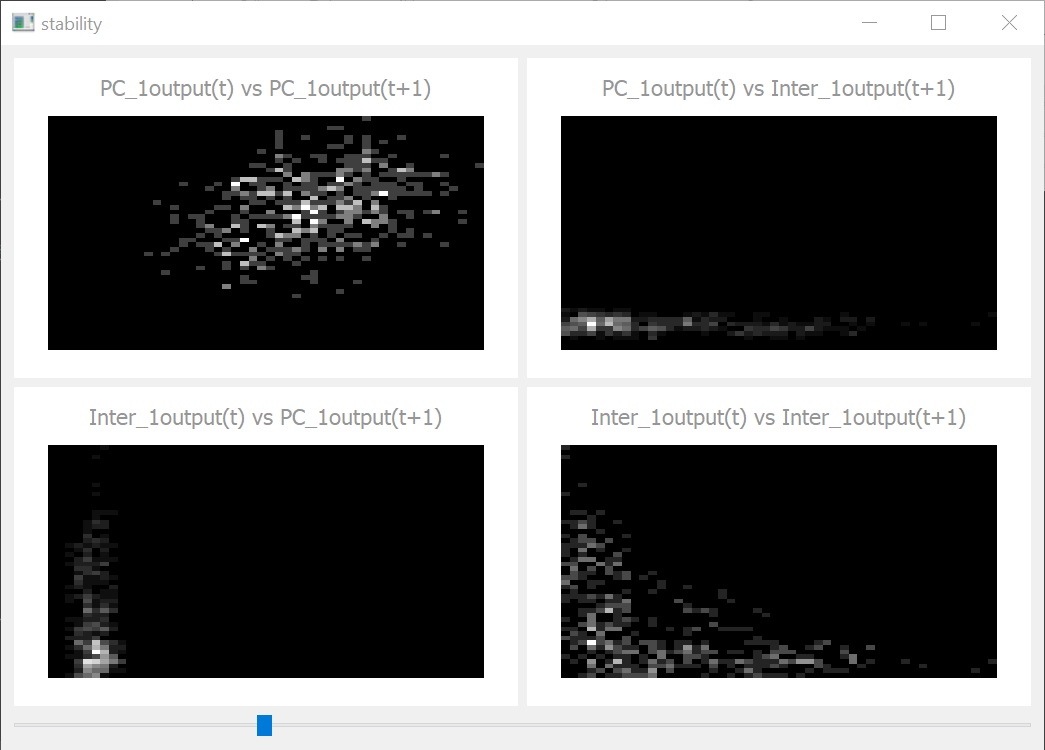 stability
PC_1output(t) vs PC_1output(t+1)
PC_1output(t) vs Inter_1output(t+1)
Inter_1output(t) vs PC_1output(t+1)
Inter_1output(t) vs Inter_1output(t+1)